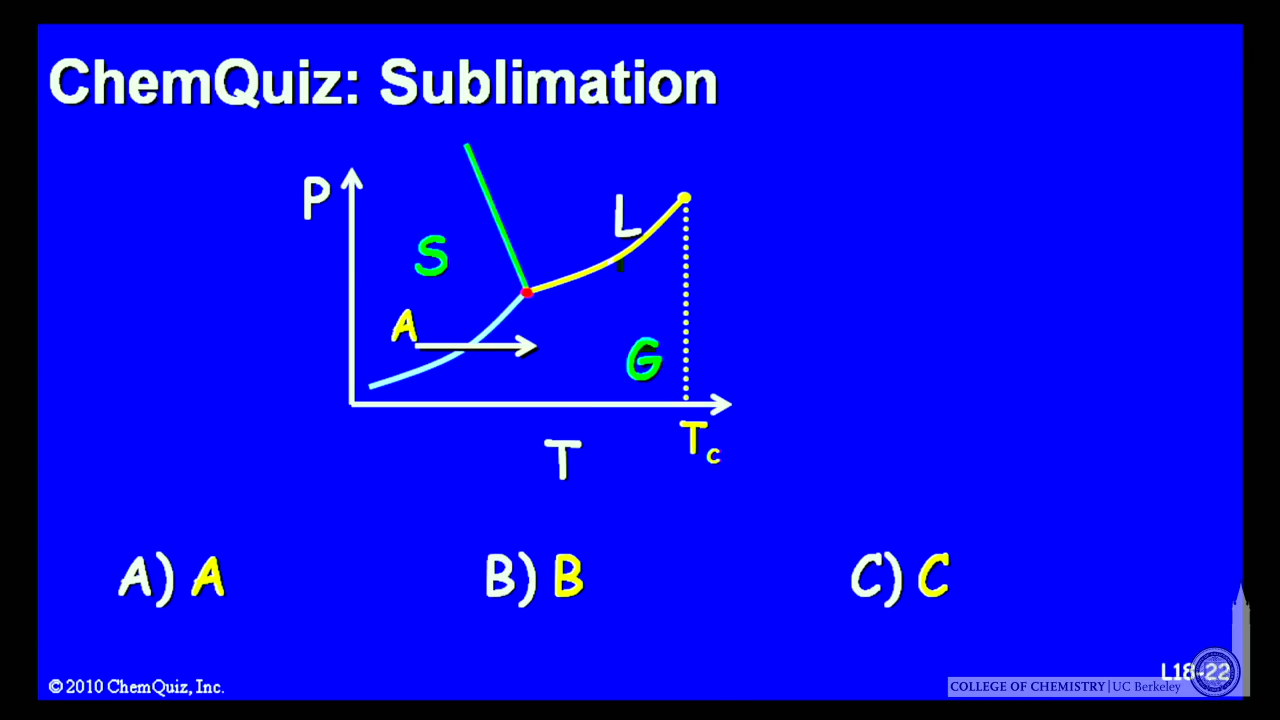 ChemQuiz: Sublimation
P
L
S
A
G
T
Tc
A) A
B) B
C) C
L18-22
© 2010 ChemQuiz, Inc.
COLLEGE OF CHEMISTRY | UC Berkeley